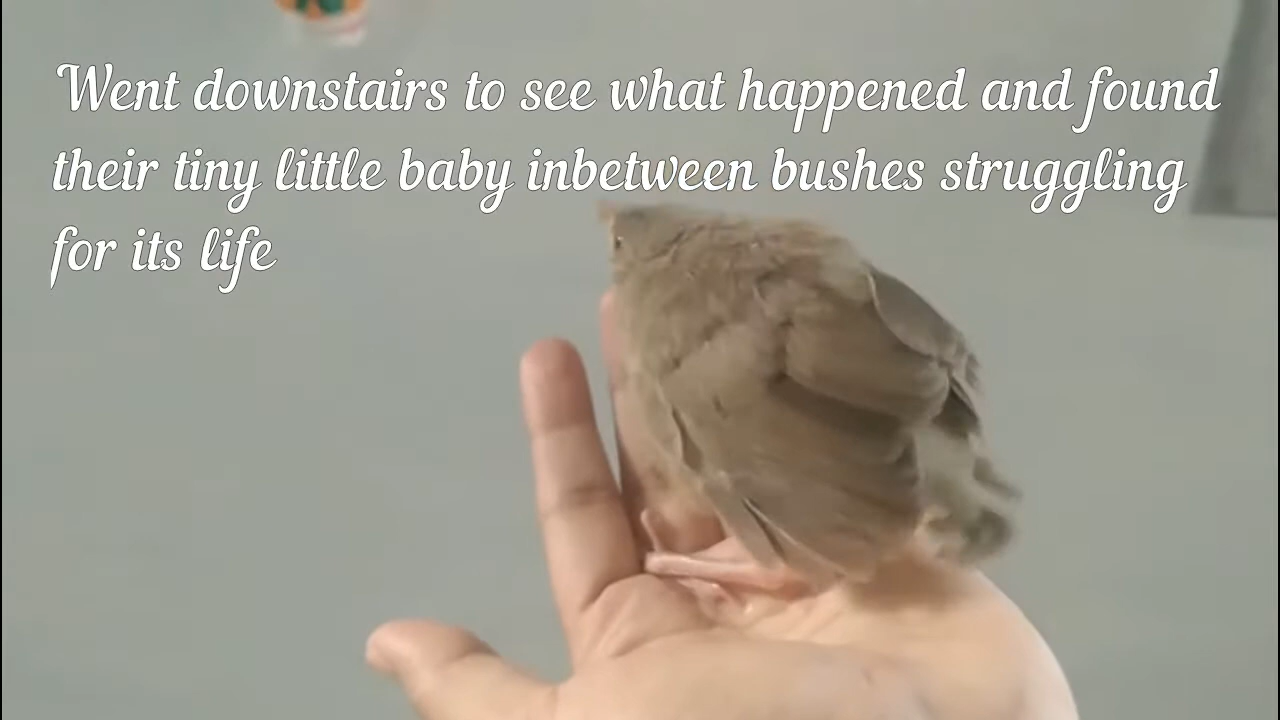 Went downstairs to see what happened and found
their tiny little baby inbetween bushes struggling
for its life